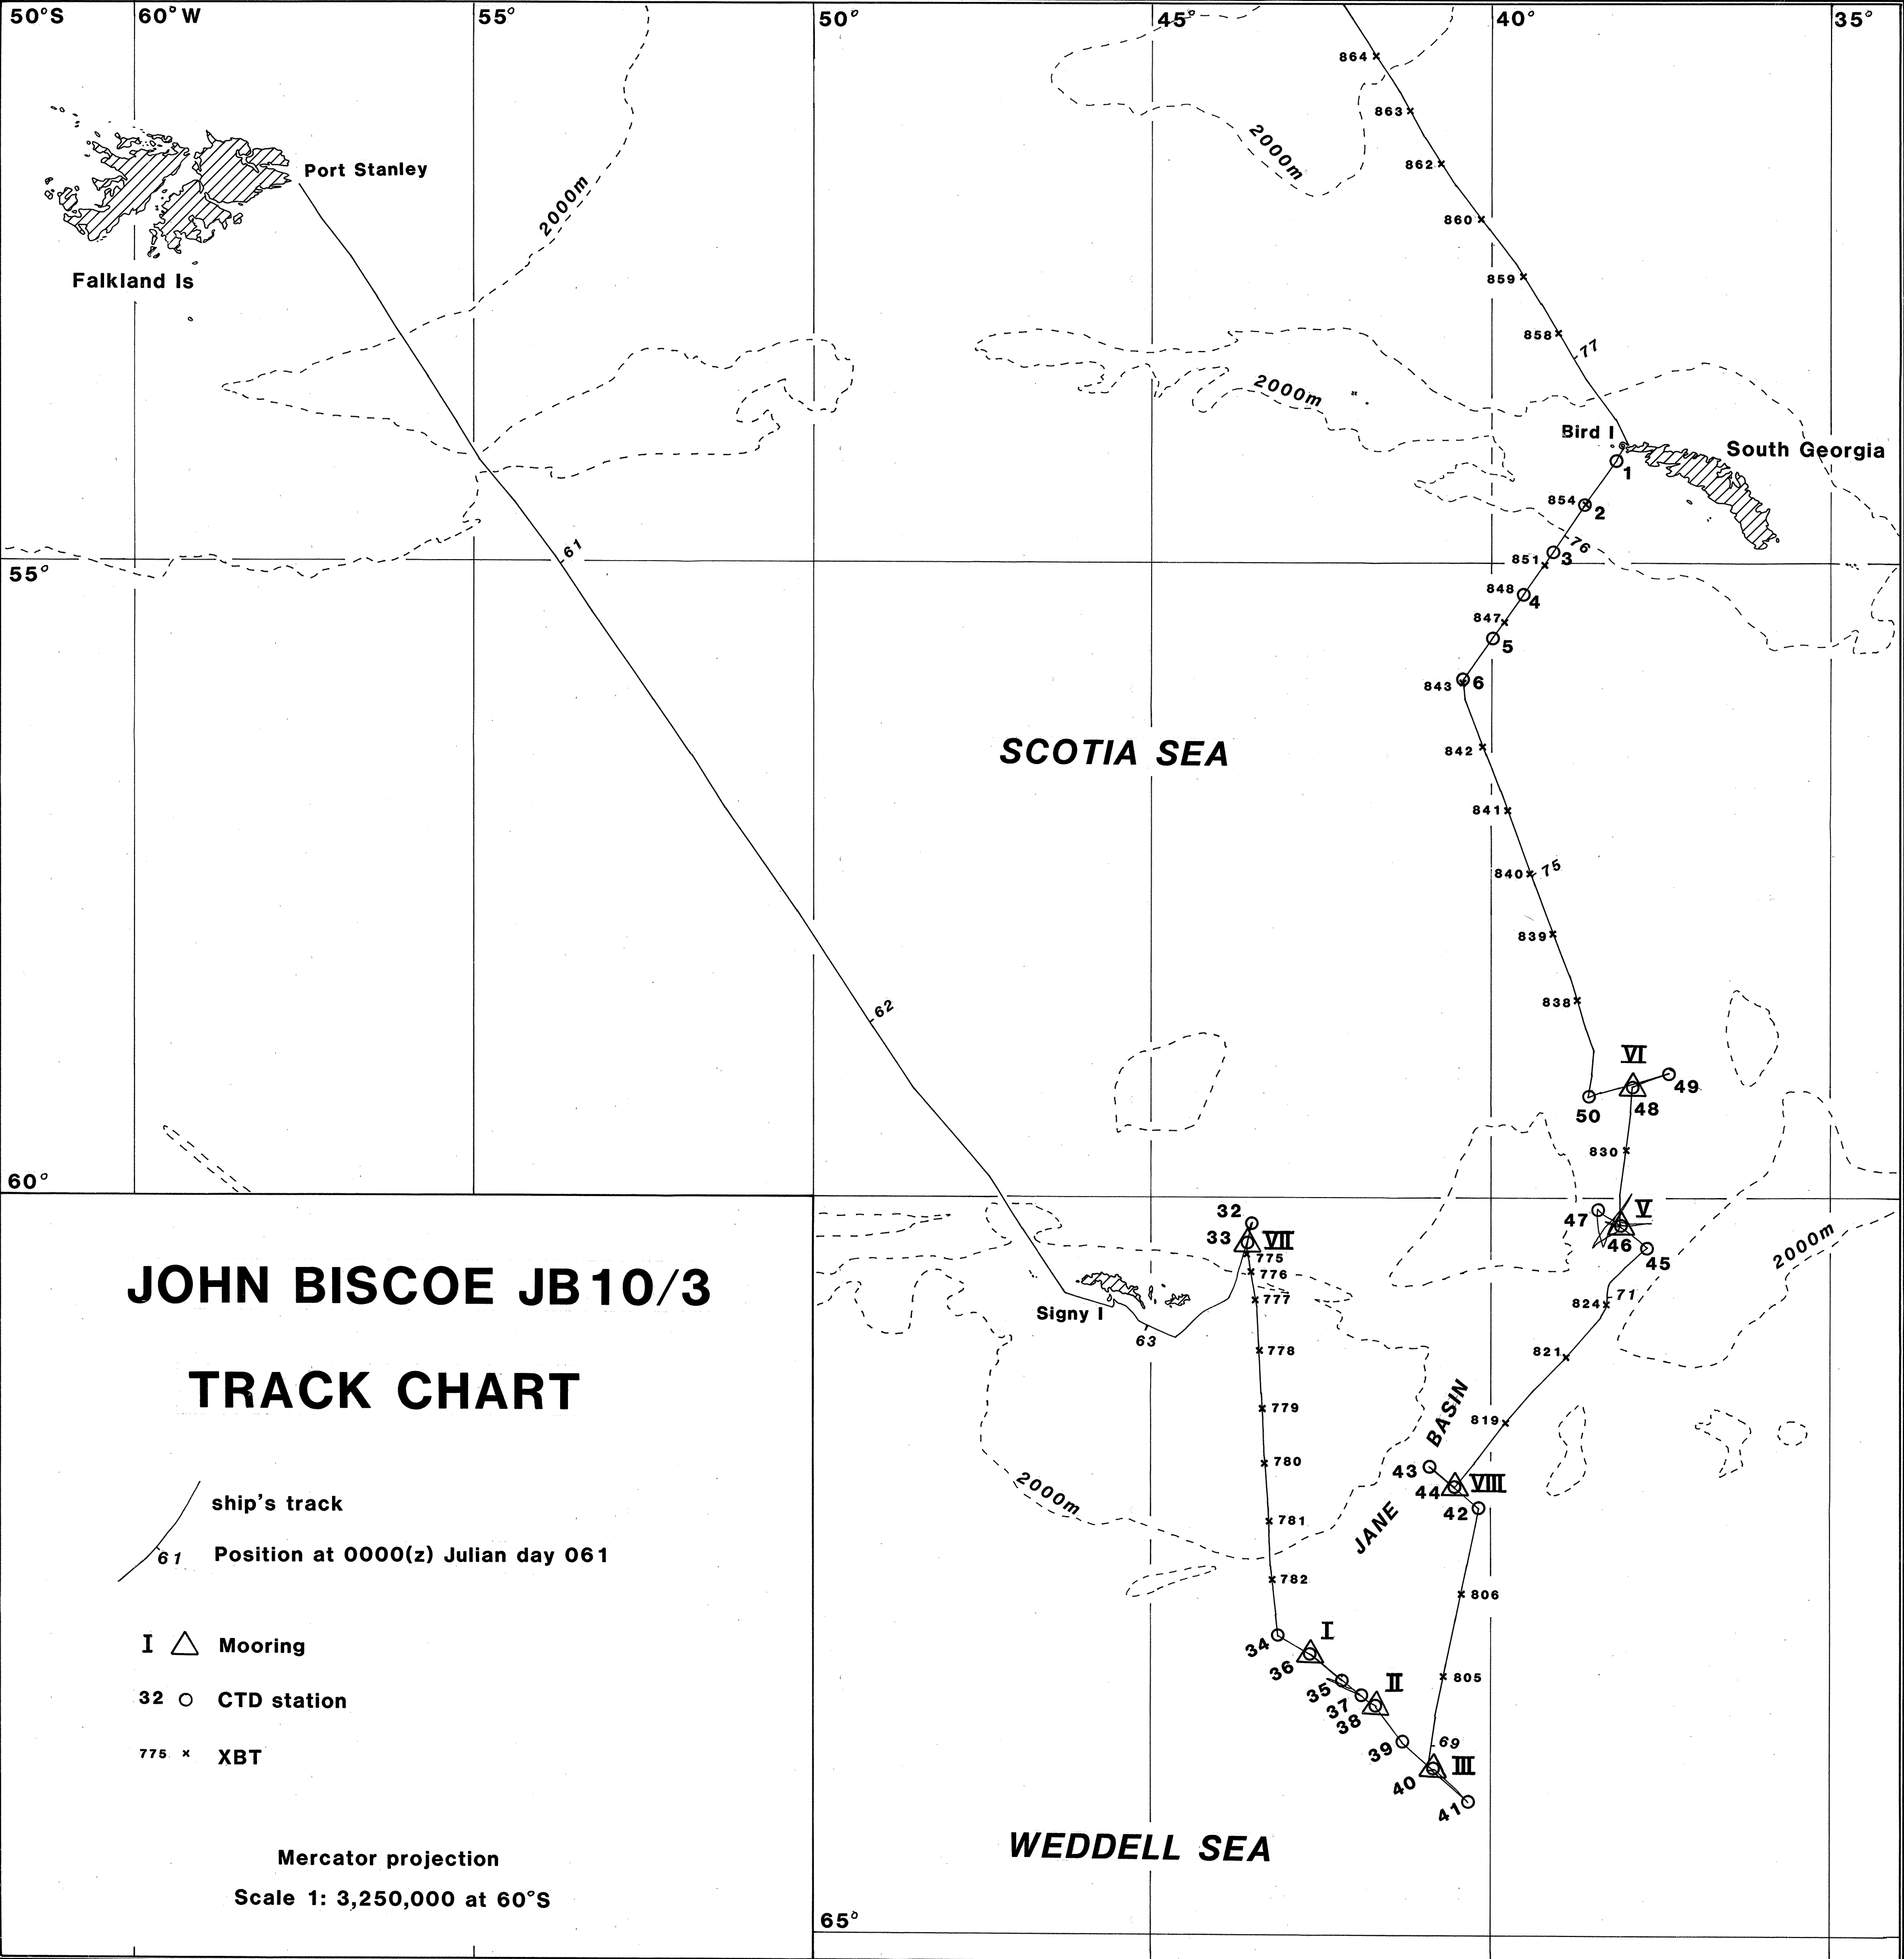 50°S
60°W
55°
50°
45°
40°
35°
864
863
2000m
862
Port Stanley
2000m
860
Falkland Is
859
858
77
2000m
Bird I
South Georgia
1
854
2
76
3
61
851
55°
848
4
847
5
843
6
SCOTIA SEA
842
841
840
75
839
838
62
VI
49
48
50
830
60°
32
33
VII
775
776
777
47
V
46
45
2000m
71
824
Signy I
63
778
821
779
819
BASIN
JANE
780
43
44
VIII
42
2000m
781
782
806
34
I
36
35
II
37
38
805
39
69
40
III
41
WEDDELL SEA
65°
JOHN BISCOE JB10/3
TRACK CHART
ship's track
61
Position at 0000(z) Julian day 061
I
Mooring
32
CTD station
775
XBT
Mercator projection
Scale 1: 3,250,000 at 60°S